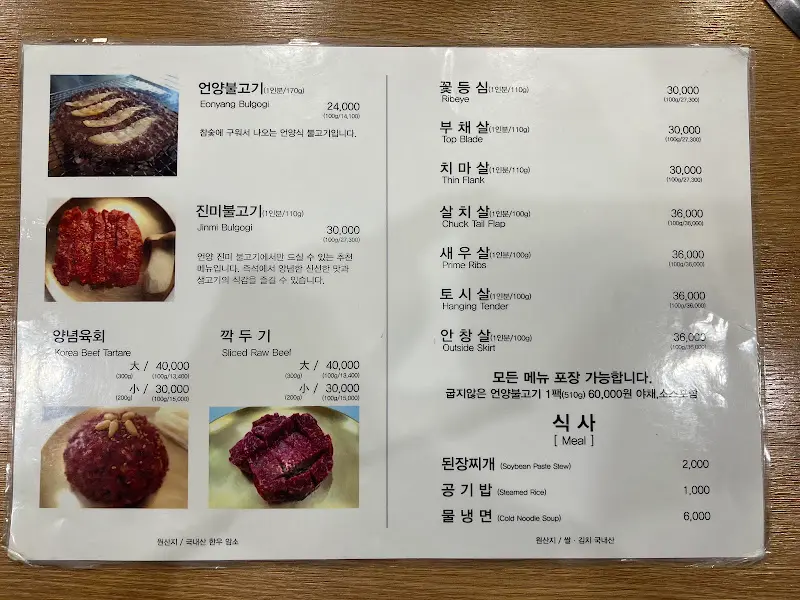 언양불고기(1인분/170g)
Eonyang Bulgogi 24,000
(100g/14,100)
참숯에 구워서 나오는 언양식 불고기입니다.
진미불고기(1인분/110g)
Jinmi Bulgogi 30,000
(100g/27,300)
언양 진미 불고기에서만 드실 수 있는 추천
메뉴입니다. 즉석에서 양념한 신선한 맛과
생고기의 식감을 즐길 수 있습니다.
양념육회
Korea Beef Tartare
大 / 40,000
(300g) (100g/13,400)
小 / 30,000
(200g) (100g/15,000)
깍 두 기
Sliced Raw Beef
大 / 40,000
(300g) (100g/13,400)
小 / 30,000
(200g) (100g/15,000)
원산지 / 국내산 한우 암소
꽃 등 심(1인분/110g) 30,000
Ribeye (100g/27,300)
부 채 살(1인분/110g) 30,000
Top Blade (100g/27,300)
치 마 살(1인분/110g) 30,000
Thin Flank (100g/27,300)
살 치 살(1인분/100g) 36,000
Chuck Tail Flap (100g/36,000)
새 우 살(1인분/100g) 36,000
Prime Ribs (100g/36,000)
토 시 살(1인분/100g) 36,000
Hanging Tender (100g/36,000)
안 창 살(1인분/100g) 36,000
Outside Skirt (100g/36,000)
모든 메뉴 포장 가능합니다.
굽지않은 언양불고기 1팩(510g) 60,000원 야채,소스포함
식 사
[ Meal ]
된장찌개 (Soybean Paste Stew) 2,000
공 기 밥 (Steamed Rice) 1,000
물 냉 면 (Cold Noodle Soup) 6,000
원산지 / 쌀 · 김치 국내산